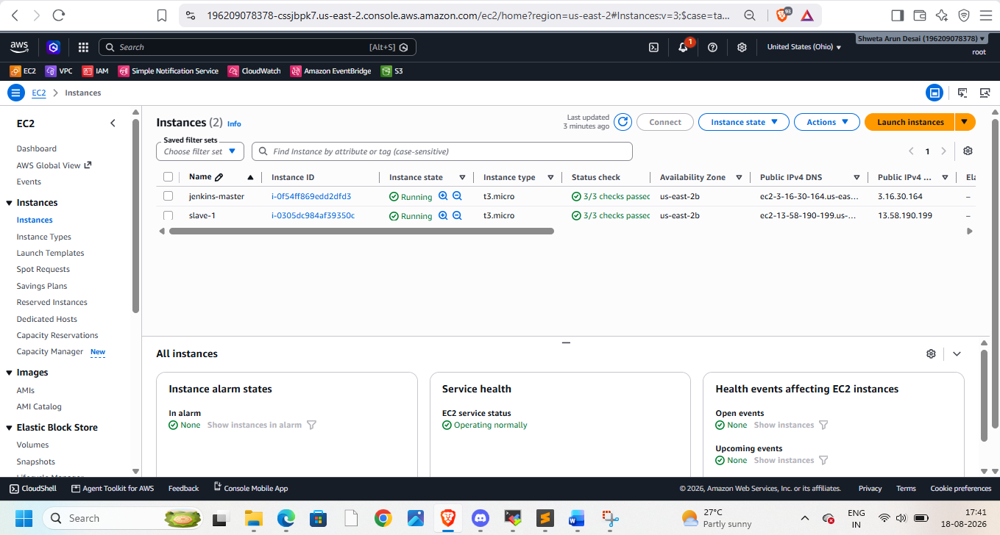 196209078378-cssjbpk7.us-east-2.console.aws.amazon.com/ec2/home?region=us-east-2#Instances:v=3;$case=ta...
93
aws
Search
[Alt+S]
1
United States (Ohio)
Shweta Arun Desai (196209078378)
root
EC2
VPC
IAM
Simple Notification Service
CloudWatch
Amazon EventBridge
S3
EC2
Instances
EC2
Dashboard
AWS Global View
Events
Instances
Instances
Instance Types
Launch Templates
Spot Requests
Savings Plans
Reserved Instances
Dedicated Hosts
Capacity Reservations
Capacity Manager New
Images
AMIs
AMI Catalog
Elastic Block Store
Volumes
Snapshots
Instances (2) Info
Last updated
3 minutes ago
Connect
Instance state
Actions
Launch instances
Saved filter sets
Choose filter set
Find Instance by attribute or tag (case-sensitive)
1
Name Instance ID Instance state Instance type Status check Availability Zone Public IPv4 DNS Public IPv4 ... Ela
jenkins-master i-0f54ff869edd2dfd3 Running t3.micro 3/3 checks passed us-east-2b ec2-3-16-30-164.us-eas... 3.16.30.164 –
slave-1 i-0305dc984af39350c Running t3.micro 3/3 checks passed us-east-2b ec2-13-58-190-199.us-... 13.58.190.199 –
All instances
Instance alarm states
In alarm
None Show instances in alarm
Service health
EC2 service status
Operating normally
Health events affecting EC2 instances
Open events
None Show instances
Upcoming events
None Show instances
CloudShell
Agent Toolkit for AWS
Feedback
Console Mobile App
© 2026, Amazon Web Services, Inc. or its affiliates.
Privacy
Terms
Cookie preferences
Search
27°C
Partly sunny
ENG
IN
17:41
18-08-2026